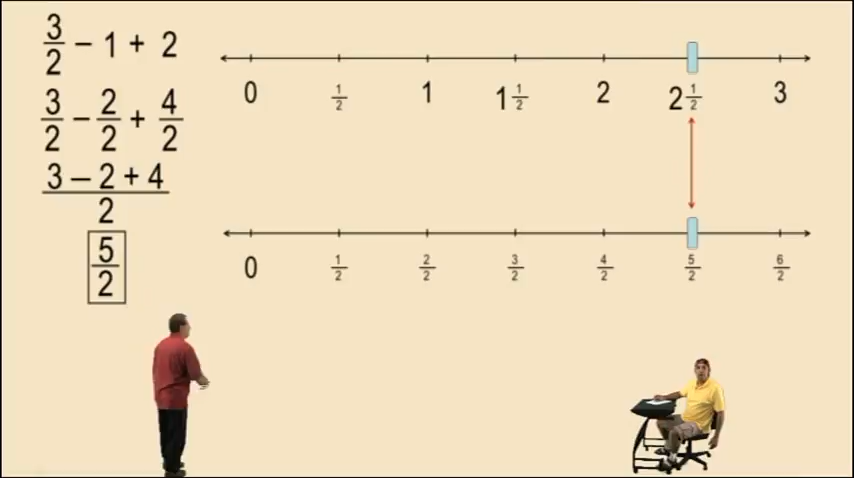 3/2 – 1 + 2
3/2 – 2/2 + 4/2
3 – 2 + 4
2
5/2
0 1/2 1 1 1/2 2 2 1/2 3
0 1/2 2/2 3/2 4/2 5/2 6/2